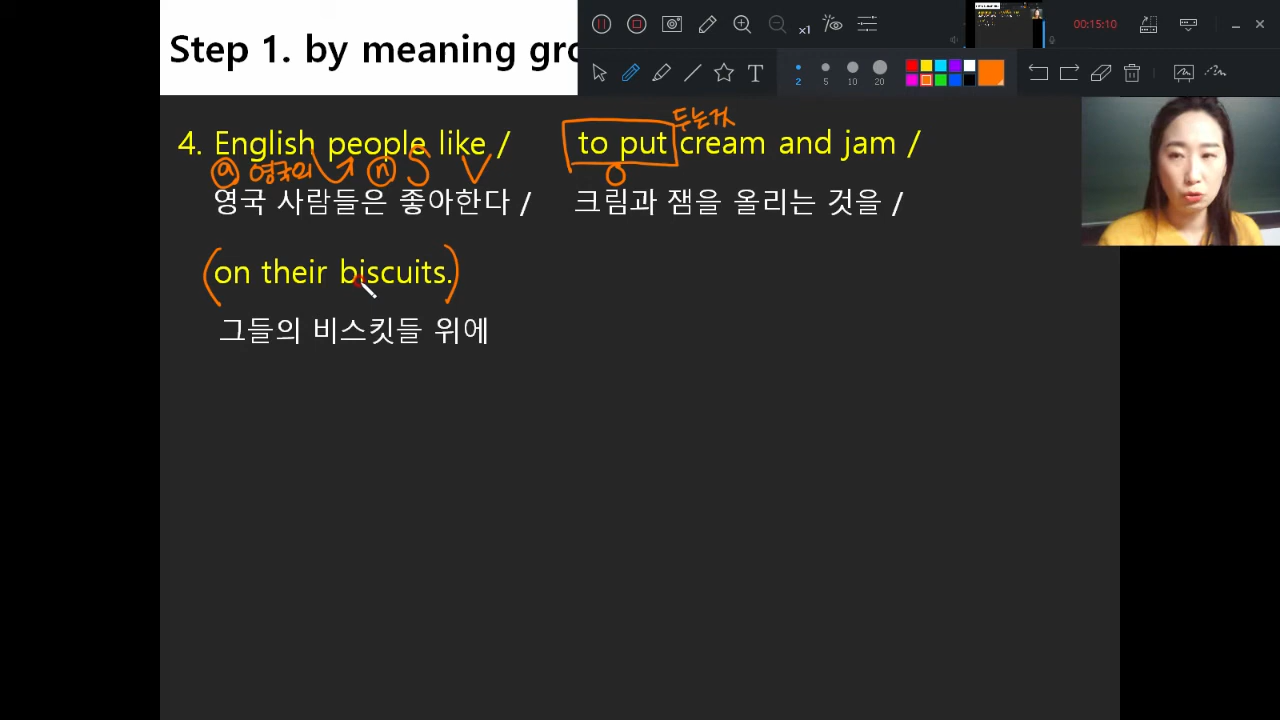 Step 1. by meaning gro
x1
00:15:10
T
2 5 10 20
두는거
4. English people like / to put cream and jam /
ⓐ 영국의 ⓝ S V O
영국 사람들은 좋아한다 / 크림과 잼을 올리는 것을 /
(on their biscuits.)
그들의 비스킷들 위에